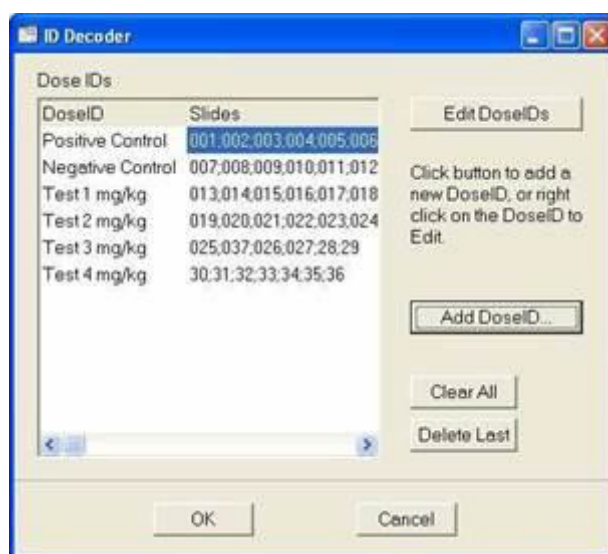 ID Decoder
Dose IDs
DoseID Slides
Positive Control 001;002;003;004;005;006
Negative Control 007;008;009;010;011;012
Test 1 mg/kg 013;014;015;016;017;018
Test 2 mg/kg 019;020;021;022;023;024
Test 3 mg/kg 025;037;026;027;28;29
Test 4 mg/kg 30;31;32;33;34;35;36
Edit DoseIDs
Click button to add a
new DoseID, or right
click on the DoseID to
Edit.
Add DoseID...
Clear All
Delete Last
OK Cancel